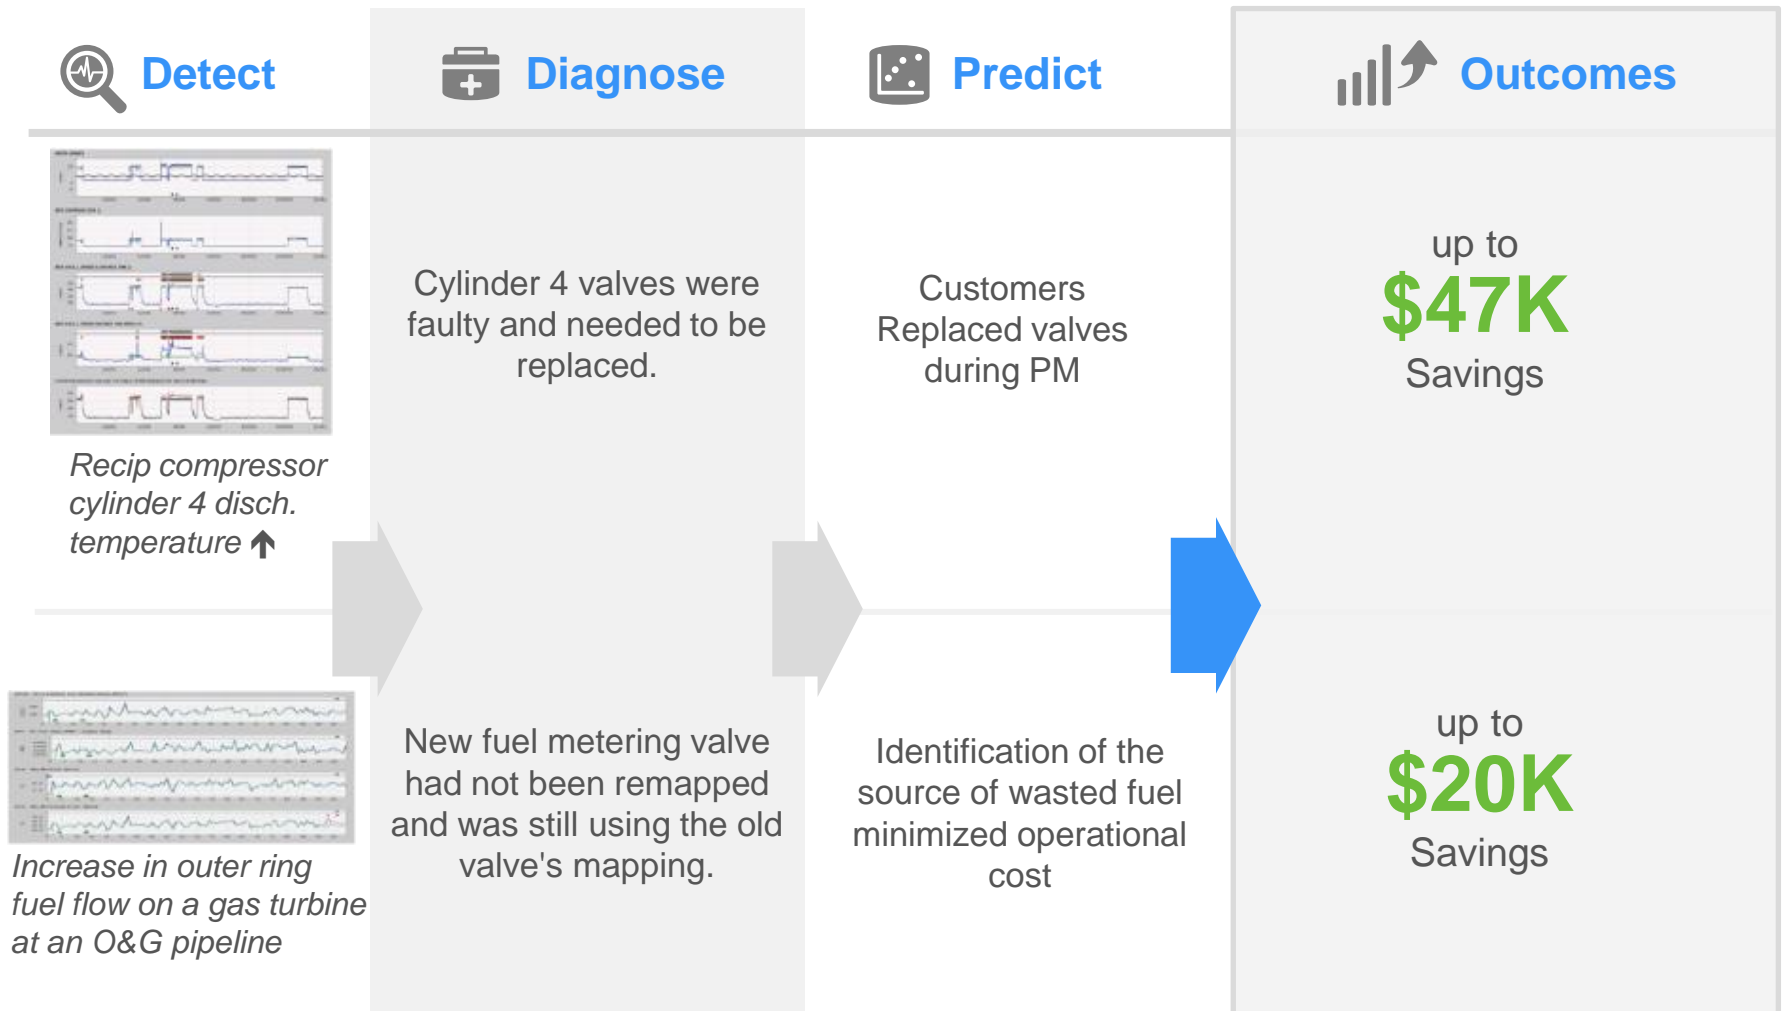 Detect
Diagnose
Predict
Outcomes
Recip compressor
cylinder 4 disch.
temperature
Cylinder 4 valves were
faulty and needed to be
replaced.
Customers
Replaced valves
during PM
up to
$47K
Savings
Increase in outer ring
fuel flow on a gas turbine
at an O&G pipeline
New fuel metering valve
had not been remapped
and was still using the old
valve's mapping.
Identification of the
source of wasted fuel
minimized operational
cost
up to
$20K
Savings